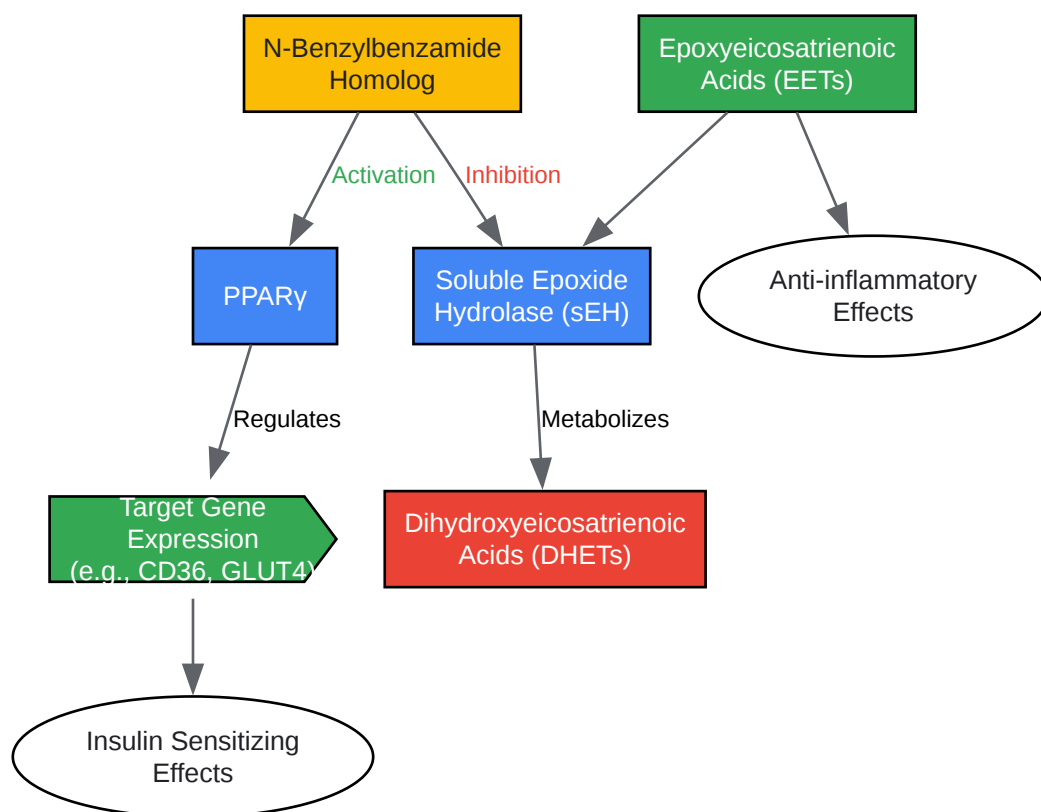 N-Benzylbenzamide
Homolog
Epoxyeicosatrienoic
Acids (EETs)
Activation
Inhibition
PPARγ
Soluble Epoxide
Hydrolase (sEH)
Anti-inflammatory
Effects
Regulates
Metabolizes
Target Gene
Expression
(e.g., CD36, GLUT4)
Dihydroxyeicosatrienoic
Acids (DHETs)
Insulin Sensitizing
Effects